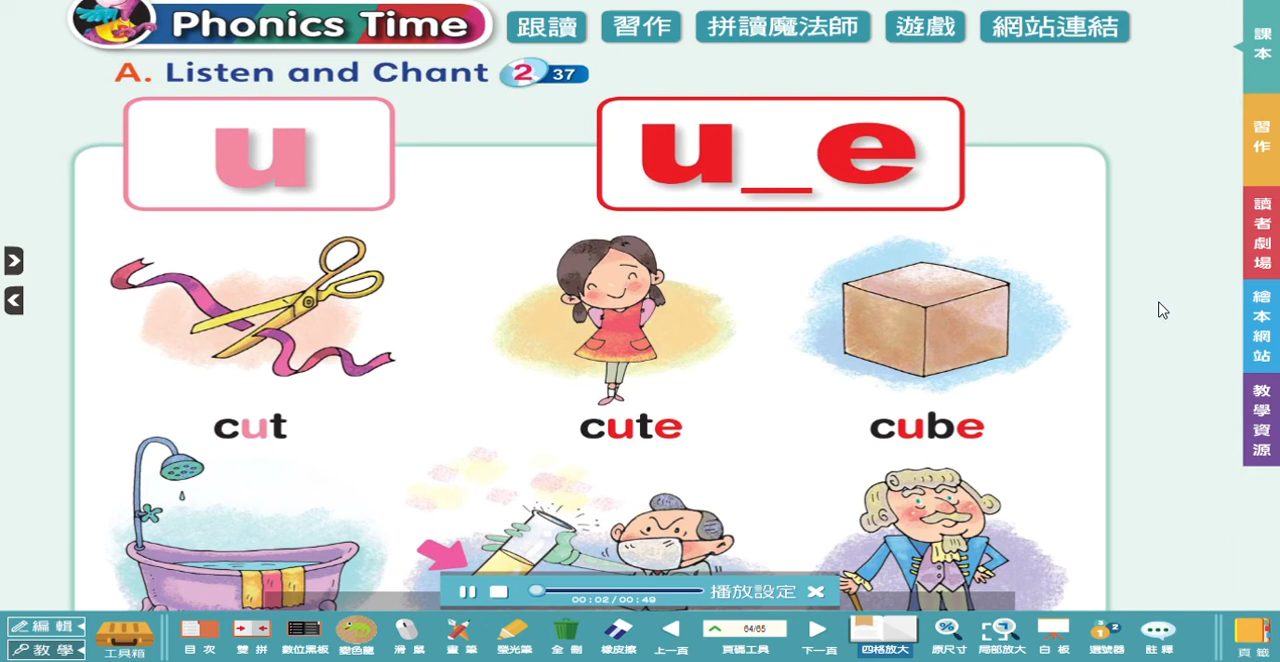 Phonics Time
跟讀 習作 拼讀魔法師 遊戲 網站連結
A. Listen and Chant 2 37
u u_e
cut cute cube
課本
習作
讀者劇場
繪本網站
教學資源
播放設定
00:02/00:49
編輯
教學
工具箱
目次 雙拼 數位黑板 變色龍 滑鼠 畫筆 螢光筆 全刪 橡皮擦 上一頁 64/65 頁碼工具 下一頁 四格放大 原尺寸 局部放大 白板 選號器 註釋 頁籤